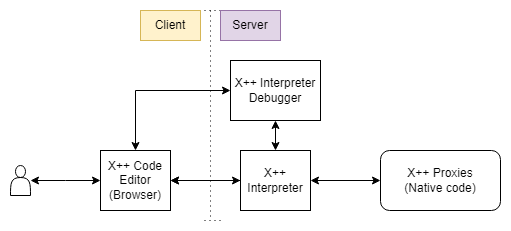 Client
Server
X++ Interpreter
Debugger
X++ Code
Editor
(Browser)
X++
Interpreter
X++ Proxies
(Native code)